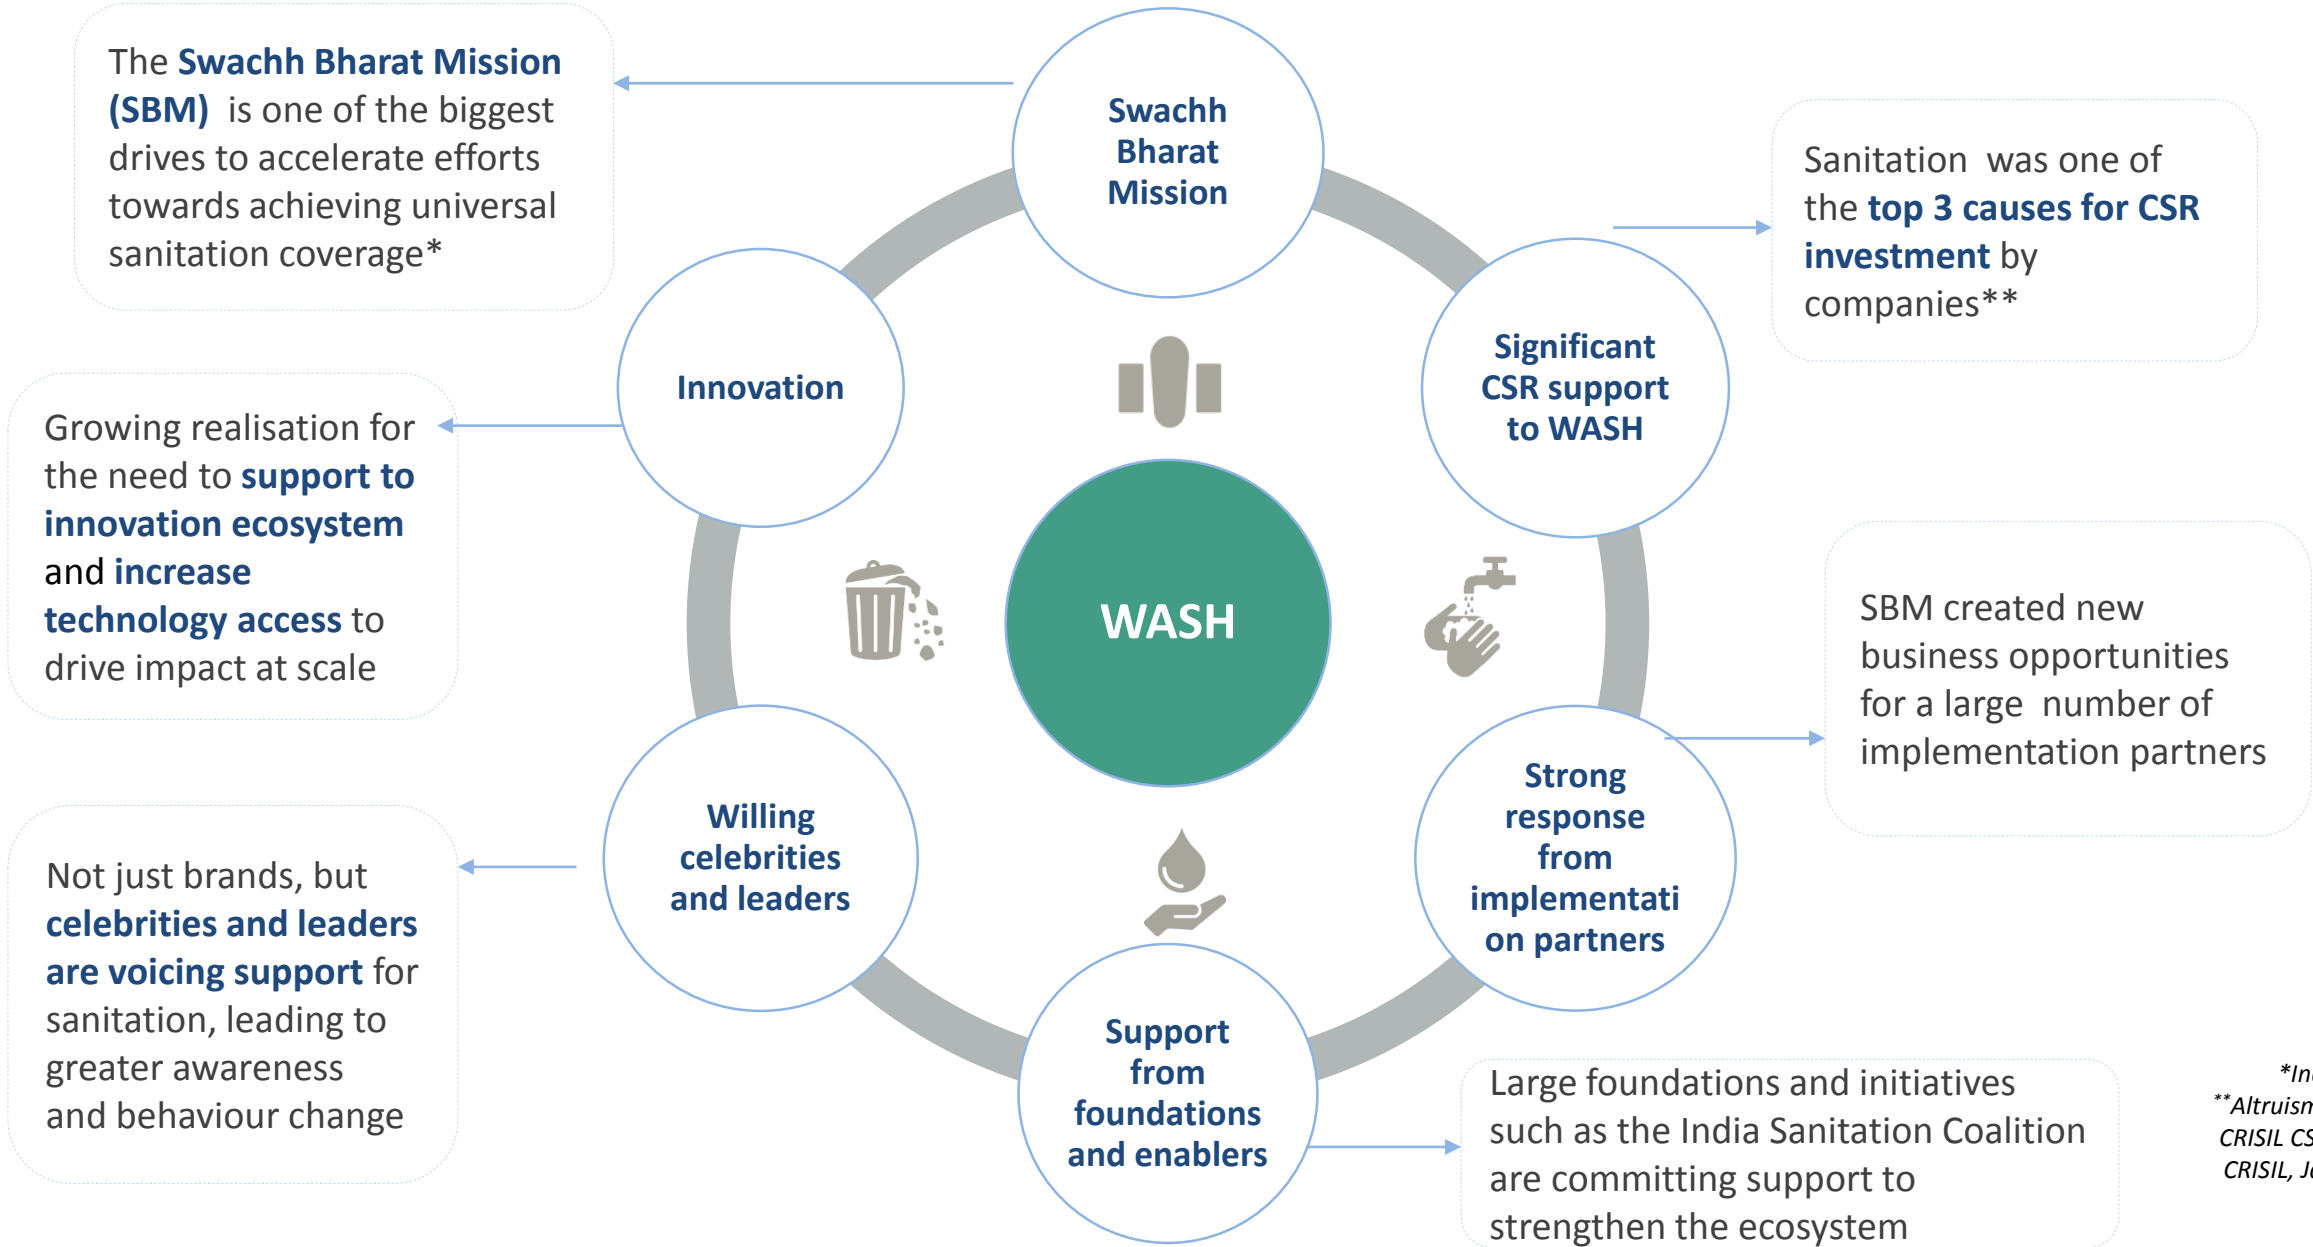 The Swachh Bharat Mission
(SBM) is one of the biggest
drives to accelerate efforts
towards achieving universal
sanitation coverage*
Swachh
Bharat
Mission
Sanitation was one of
the top 3 causes for CSR
investment by
companies**
Innovation
Significant
CSR support
to WASH
Growing realisation for
the need to support to
innovation ecosystem
and increase
technology access to
drive impact at scale
WASH
SBM created new
business opportunities
for a large number of
implementation partners
Willing
celebrities
and leaders
Strong
response
from
implementati
on partners
Not just brands, but
celebrities and leaders
are voicing support for
sanitation, leading to
greater awareness
and behaviour change
Support
from
foundations
and enablers
Large foundations and initiatives
such as the India Sanitation Coalition
are committing support to
strengthen the ecosystem
**Altruism
CRISIL
CRISIL,